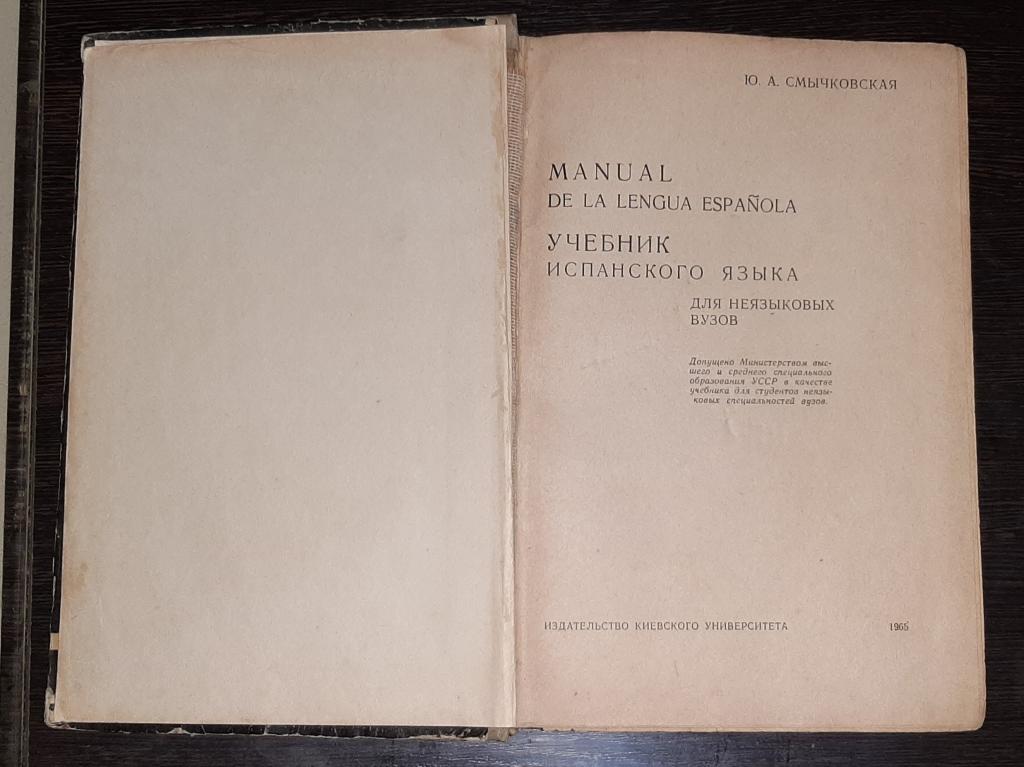 Ю. А. СМЫЧКОВСКАЯ
MANUAL
DE LA LENGUA ESPAÑOLA
УЧЕБНИК
ИСПАНСКОГО ЯЗЫКА
ДЛЯ НЕЯЗЫКОВЫХ
ВУЗОВ
Допущено Министерством выс-
шего и среднего специального
образования УССР в качестве
учебника для студентов неязы-
ковых специальностей вузов.
ИЗДАТЕЛЬСТВО КИЕВСКОГО УНИВЕРСИТЕТА 1965